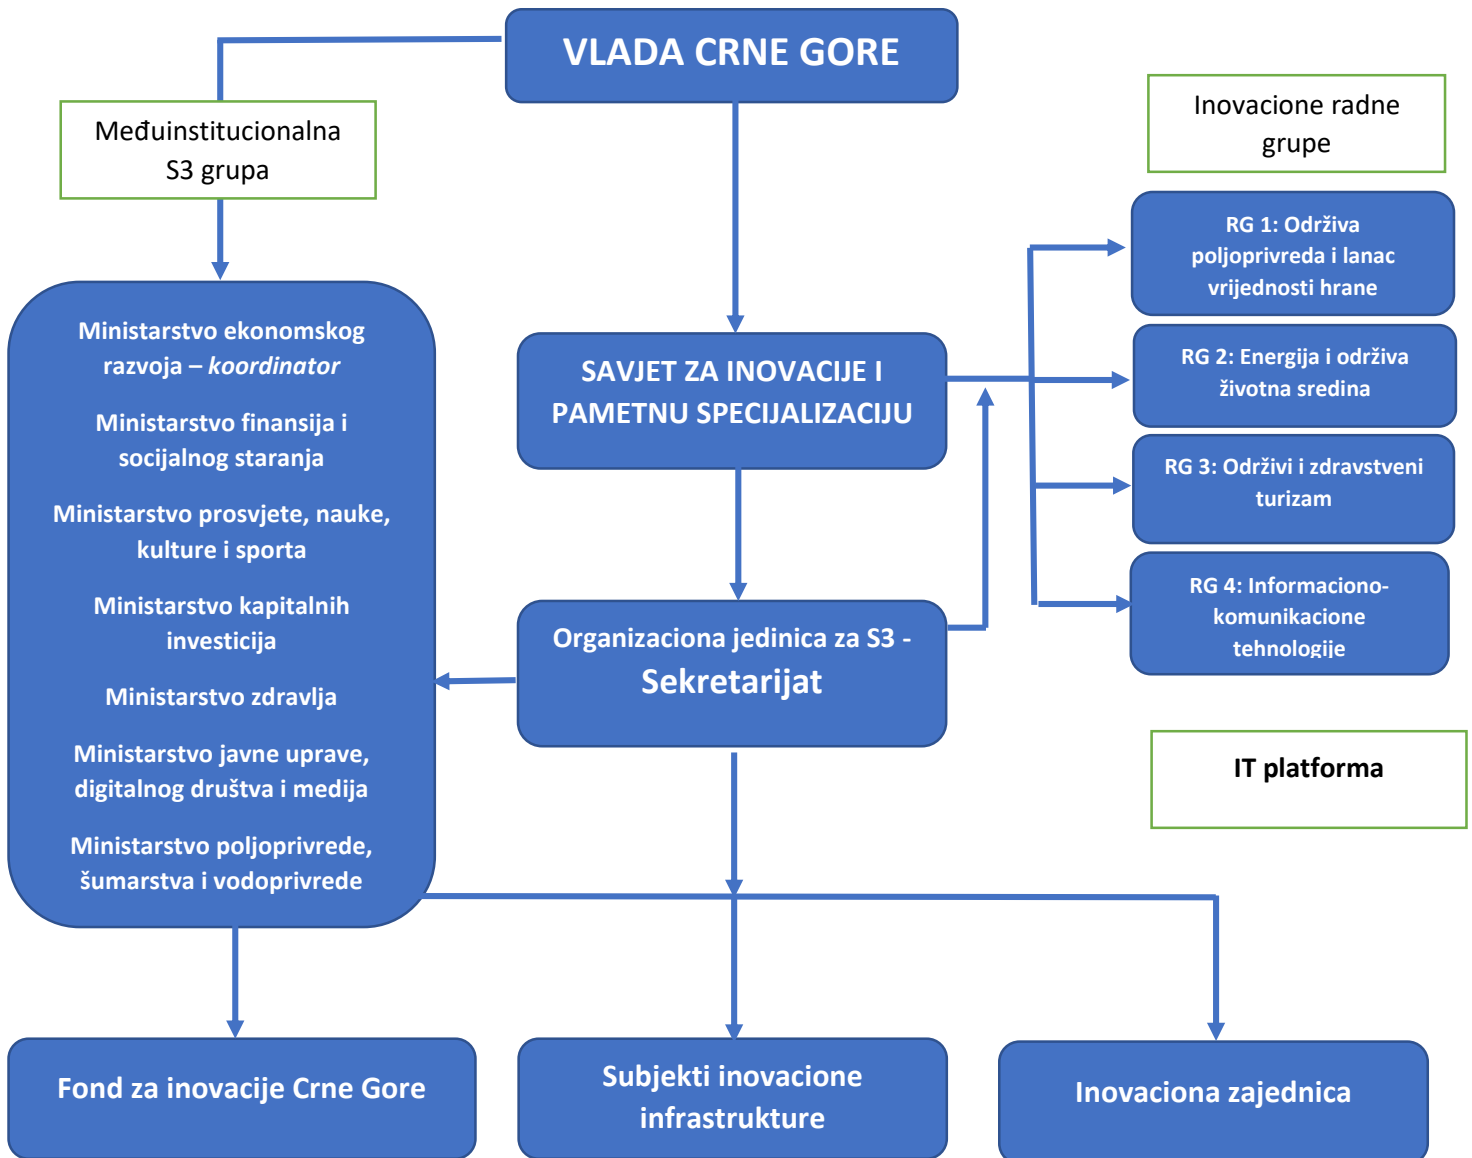 VLADA CRNE GORE
Međuinstitucionalna
S3 grupa
Inovacione radne
grupe
RG 1: Održiva
poljoprivreda i lanac
vrijednosti hrane
RG 2: Energija i održiva
životna sredina
RG 3: Održivi i zdravstveni
turizam
RG 4: Informaciono-
komunikacione
tehnologije
IT platforma
Ministarstvo ekonomskog
razvoja – koordinator
Ministarstvo finansija i
socijalnog staranja
Ministarstvo prosvjete, nauke,
kulture i sporta
Ministarstvo kapitalnih
investicija
Ministarstvo zdravlja
Ministarstvo javne uprave,
digitalnog društva i medija
Ministarstvo poljoprivrede,
šumarstva i vodoprivrede
SAVJET ZA INOVACIJE I
PAMETNU SPECIJALIZACIJU
Organizaciona jedinica za S3 -
Sekretarijat
Fond za inovacije Crne Gore
Subjekti inovacione
infrastrukture
Inovaciona zajednica